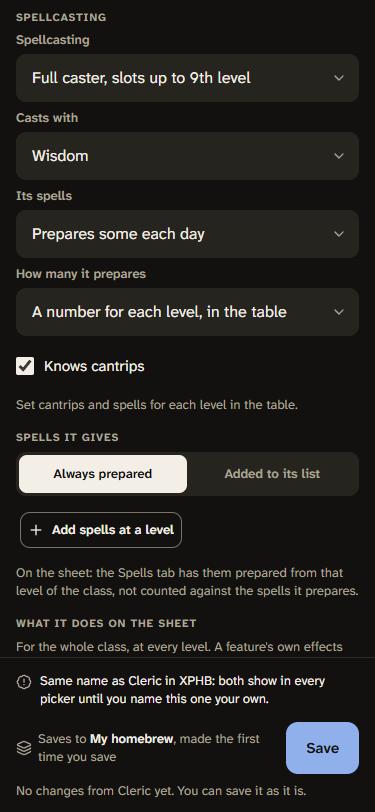 SPELLCASTING
Spellcasting
Full caster, slots up to 9th level
Casts with
Wisdom
Its spells
Prepares some each day
How many it prepares
A number for each level, in the table
Knows cantrips
Set cantrips and spells for each level in the table.
SPELLS IT GIVES
Always prepared
Added to its list
Add spells at a level
On the sheet: the Spells tab has them prepared from that
level of the class, not counted against the spells it prepares.
WHAT IT DOES ON THE SHEET
For the whole class, at every level. A feature's own effects
Same name as Cleric in XPHB: both show in every
picker until you name this one your own.
Saves to My homebrew, made the first
time you save
Save
No changes from Cleric yet. You can save it as it is.